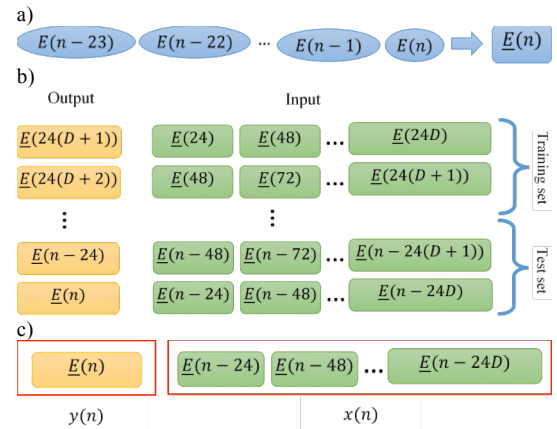 a)
E(n − 23) E(n − 22) ... E(n − 1) E(n) E(n)
b)
Output Input
E(24(D + 1)) E(24) E(48) ... E(24D)
E(24(D + 2)) E(48) E(72) ... E(24(D + 1))
Training set
⋮ ⋮
E(n − 24) E(n − 48) E(n − 72) ... E(n − 24(D + 1))
E(n) E(n − 24) E(n − 48) ... E(n − 24D)
Test set
c)
E(n) E(n − 24) E(n − 48) ... E(n − 24D)
y(n) x(n)